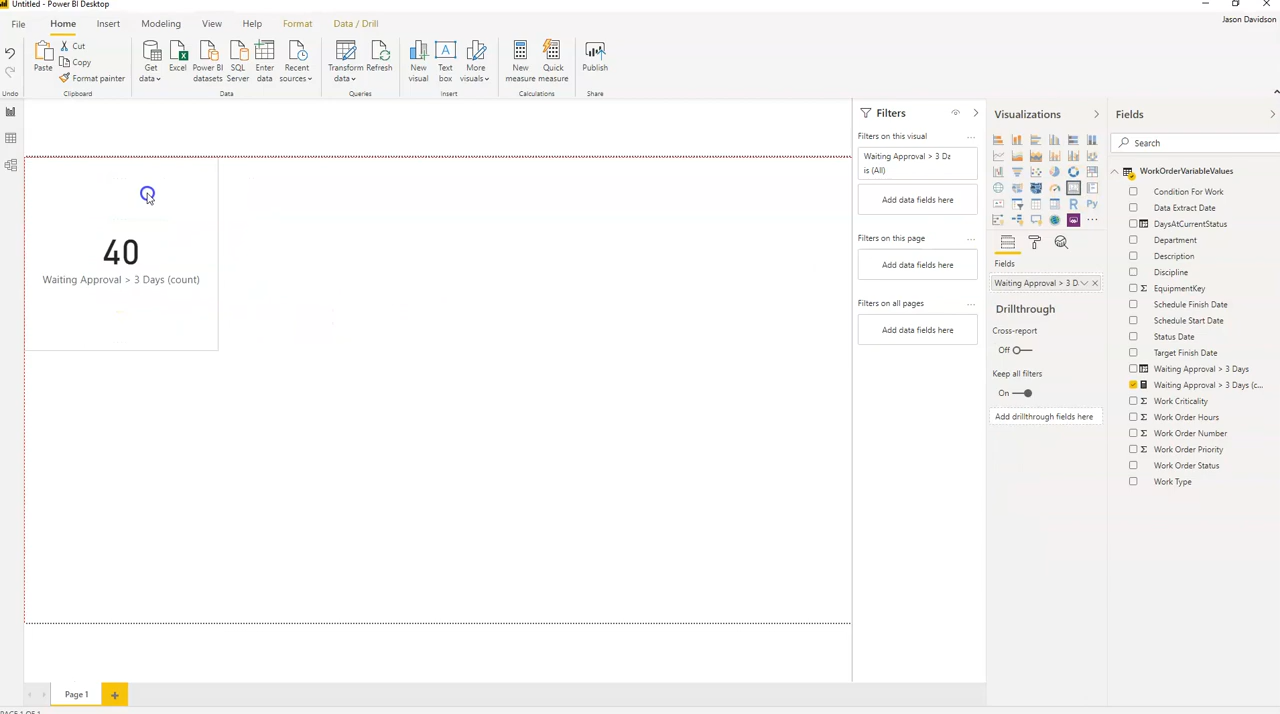 Untitled - Power BI Desktop
Jason Davidson
File Home Insert Modeling View Help Format Data / Drill
Cut
Copy
Format painter
Paste
Get data
Excel
Power BI datasets
SQL Server
Enter data
Recent sources
Transform data
Refresh
New visual
Text box
More visuals
New measure
Quick measure
Publish
Undo Clipboard Data Queries Insert Calculations Share
40
Waiting Approval > 3 Days (count)
Filters
Filters on this visual
...
Waiting Approval > 3 Da
is (All)
Add data fields here
Filters on this page
...
Add data fields here
Filters on all pages
...
Add data fields here
Visualizations
R
Py
...
Fields
Waiting Approval > 3 D
Drillthrough
Cross-report
Off
Keep all filters
On
Add drillthrough fields here
Fields
Search
WorkOrderVariableValues
Condition For Work
Data Extract Date
DaysAtCurrentStatus
Department
Description
Discipline
Σ EquipmentKey
Schedule Finish Date
Schedule Start Date
Status Date
Target Finish Date
Waiting Approval > 3 Days
Waiting Approval > 3 Days (c...
Σ Work Criticality
Σ Work Order Hours
Σ Work Order Number
Σ Work Order Priority
Work Order Status
Work Type
Page 1
PAGE 1 OF 1